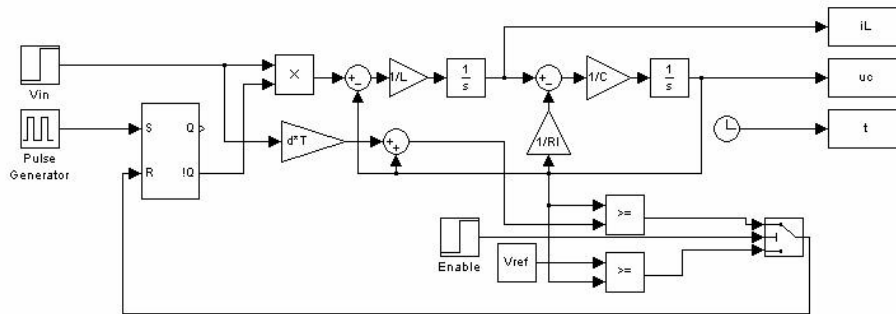 iL
Vin
×
+
−
1/L
1
s
+
−
1/C
1
s
uc
Pulse
Generator
S
Q
R
!Q
d*T
+
+
1/Rl
t
>=
Enable
Vref
>=